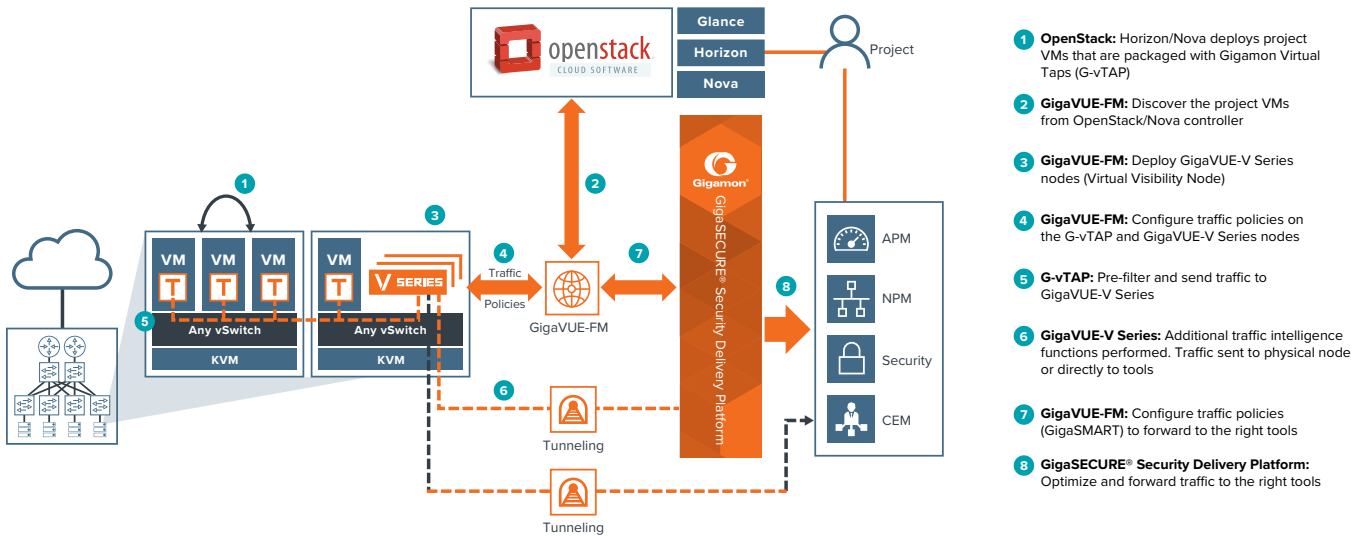 openstack
CLOUD SOFTWARE
Glance
Horizon
Nova
Project
1
2
3
4
7
8
5
6
VM
T
VM
T
VM
T
Any vSwitch
KVM
VM
T
V SERIES
Any vSwitch
KVM
Traffic
Policies
GigaVUE-FM
Gigamon®
GigaSECURE® Security Delivery Platform
Tunneling
Tunneling
APM
NPM
Security
CEM
1 OpenStack: Horizon/Nova deploys project
VMs that are packaged with Gigamon Virtual
Taps (G-vTAP)
2 GigaVUE-FM: Discover the project VMs
from OpenStack/Nova controller
3 GigaVUE-FM: Deploy GigaVUE-V Series
nodes (Virtual Visibility Node)
4 GigaVUE-FM: Configure traffic policies on
the G-vTAP and GigaVUE-V Series nodes
5 G-vTAP: Pre-filter and send traffic to
GigaVUE-V Series
6 GigaVUE-V Series: Additional traffic intelligence
functions performed. Traffic sent to physical node
or directly to tools
7 GigaVUE-FM: Configure traffic policies
(GigaSMART) to forward to the right tools
8 GigaSECURE® Security Delivery Platform:
Optimize and forward traffic to the right tools